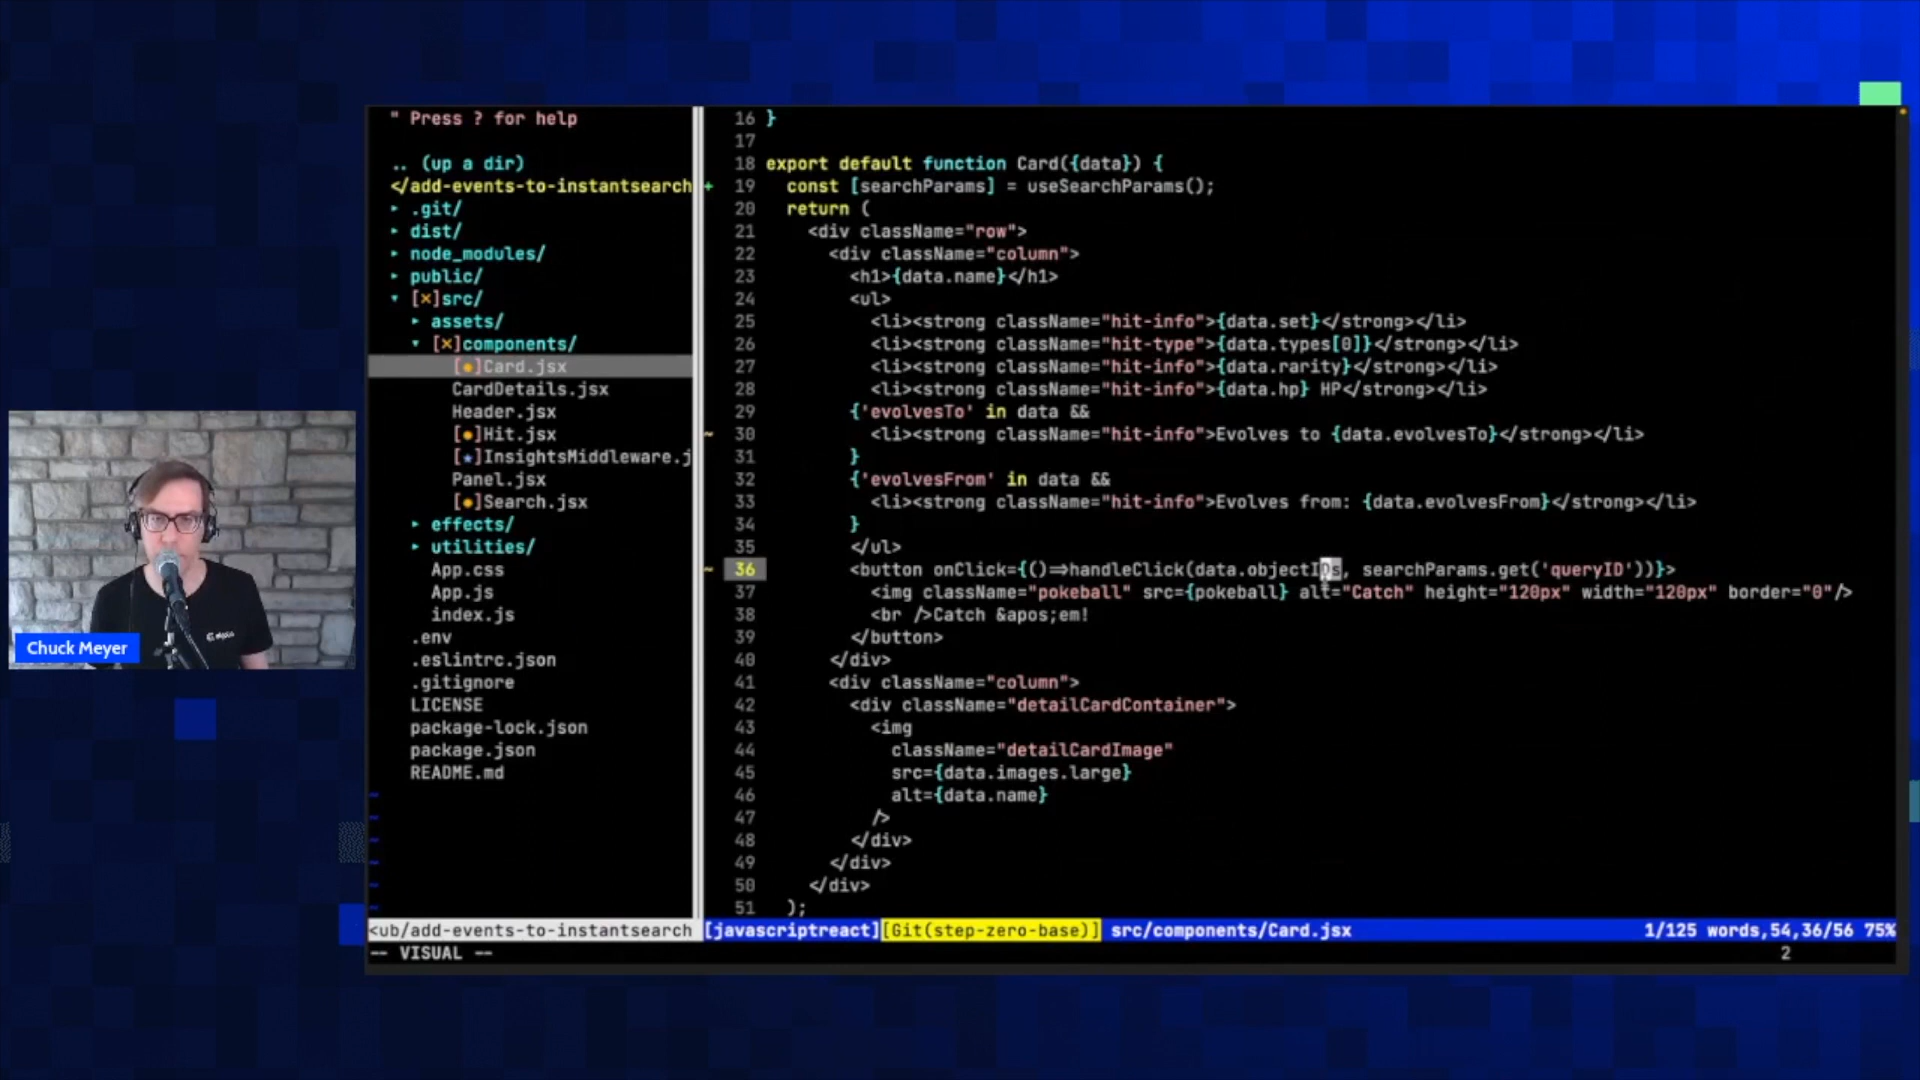 " Press ? for help
.. (up a dir)
</add-events-to-instantsearch
▸ .git/
▸ dist/
▸ node_modules/
▸ public/
▾ [✕]src/
▸ assets/
▾ [✕]components/
[●]Card.jsx
CardDetails.jsx
Header.jsx
[●]Hit.jsx
[★]InsightsMiddleware.j
Panel.jsx
[●]Search.jsx
▸ effects/
▸ utilities/
App.css
App.js
index.js
.env
.eslintrc.json
.gitignore
LICENSE
package-lock.json
package.json
README.md
~
~
~
~
~
~
<ub/add-events-to-instantsearch
16 }
17
18 export default function Card({data}) {
+ 19 const [searchParams] = useSearchParams();
20 return (
21 <div className="row">
22 <div className="column">
23 <h1>{data.name}</h1>
24 <ul>
25 <li><strong className="hit-info">{data.set}</strong></li>
26 <li><strong className="hit-type">{data.types[0]}</strong></li>
27 <li><strong className="hit-info">{data.rarity}</strong></li>
28 <li><strong className="hit-info">{data.hp} HP</strong></li>
29 {'evolvesTo' in data &&
~ 30 <li><strong className="hit-info">Evolves to {data.evolvesTo}</strong></li>
31 }
32 {'evolvesFrom' in data &&
33 <li><strong className="hit-info">Evolves from: {data.evolvesFrom}</strong></li>
34 }
35 </ul>
~ 36 <button onClick={()=>handleClick(data.objectIDs, searchParams.get('queryID'))}>
37 <img className="pokeball" src={pokeball} alt="Catch" height="120px" width="120px" border="0"/>
38 <br />Catch &apos;em!
39 </button>
40 </div>
41 <div className="column">
42 <div className="detailCardContainer">
43 <img
44 className="detailCardImage"
45 src={data.images.large}
46 alt={data.name}
47 />
48 </div>
49 </div>
50 </div>
51 );
[javascriptreact][Git(step-zero-base)] src/components/Card.jsx 1/125 words,54,36/56 75%
-- VISUAL -- 2
Chuck Meyer